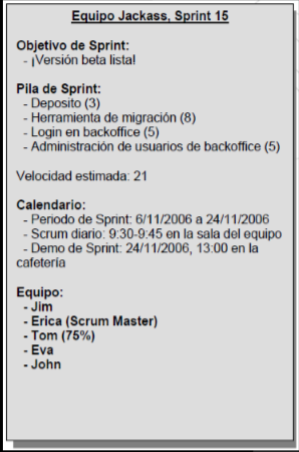 Equipo Jackass, Sprint 15
Objetivo de Sprint:
- ¡Versión beta lista!
Pila de Sprint:
- Deposito (3)
- Herramienta de migración (8)
- Login en backoffice (5)
- Administración de usuarios de backoffice (5)
Velocidad estimada: 21
Calendario:
- Periodo de Sprint: 6/11/2006 a 24/11/2006
- Scrum diario: 9:30-9:45 en la sala del equipo
- Demo de Sprint: 24/11/2006, 13:00 en la
cafetería
Equipo:
- Jim
- Erica (Scrum Master)
- Tom (75%)
- Eva
- John